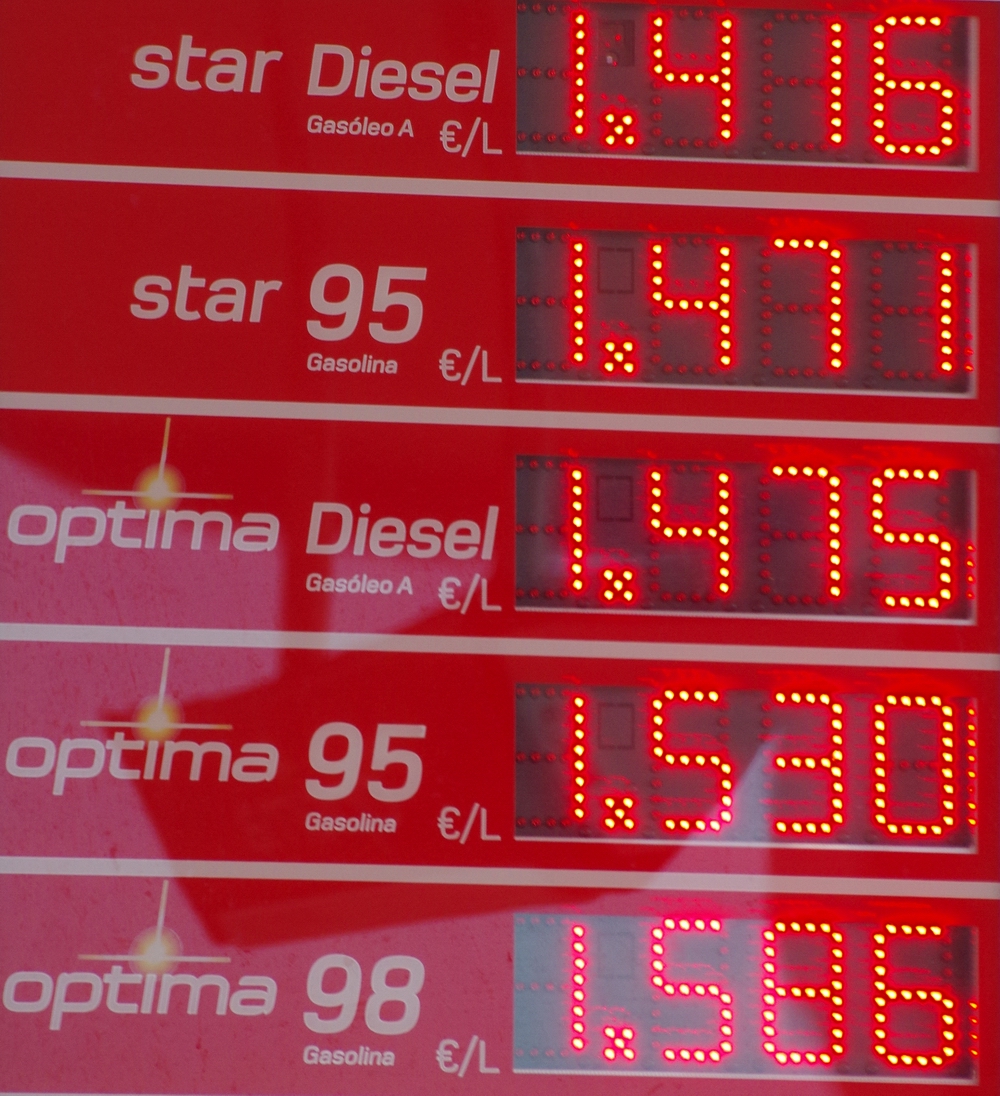 star Diesel 1.416
Gasóleo A €/L
star 95 1.471
Gasolina €/L
optima Diesel 1.475
Gasóleo A €/L
optima 95 1.530
Gasolina €/L
optima 98 1.586
Gasolina €/L